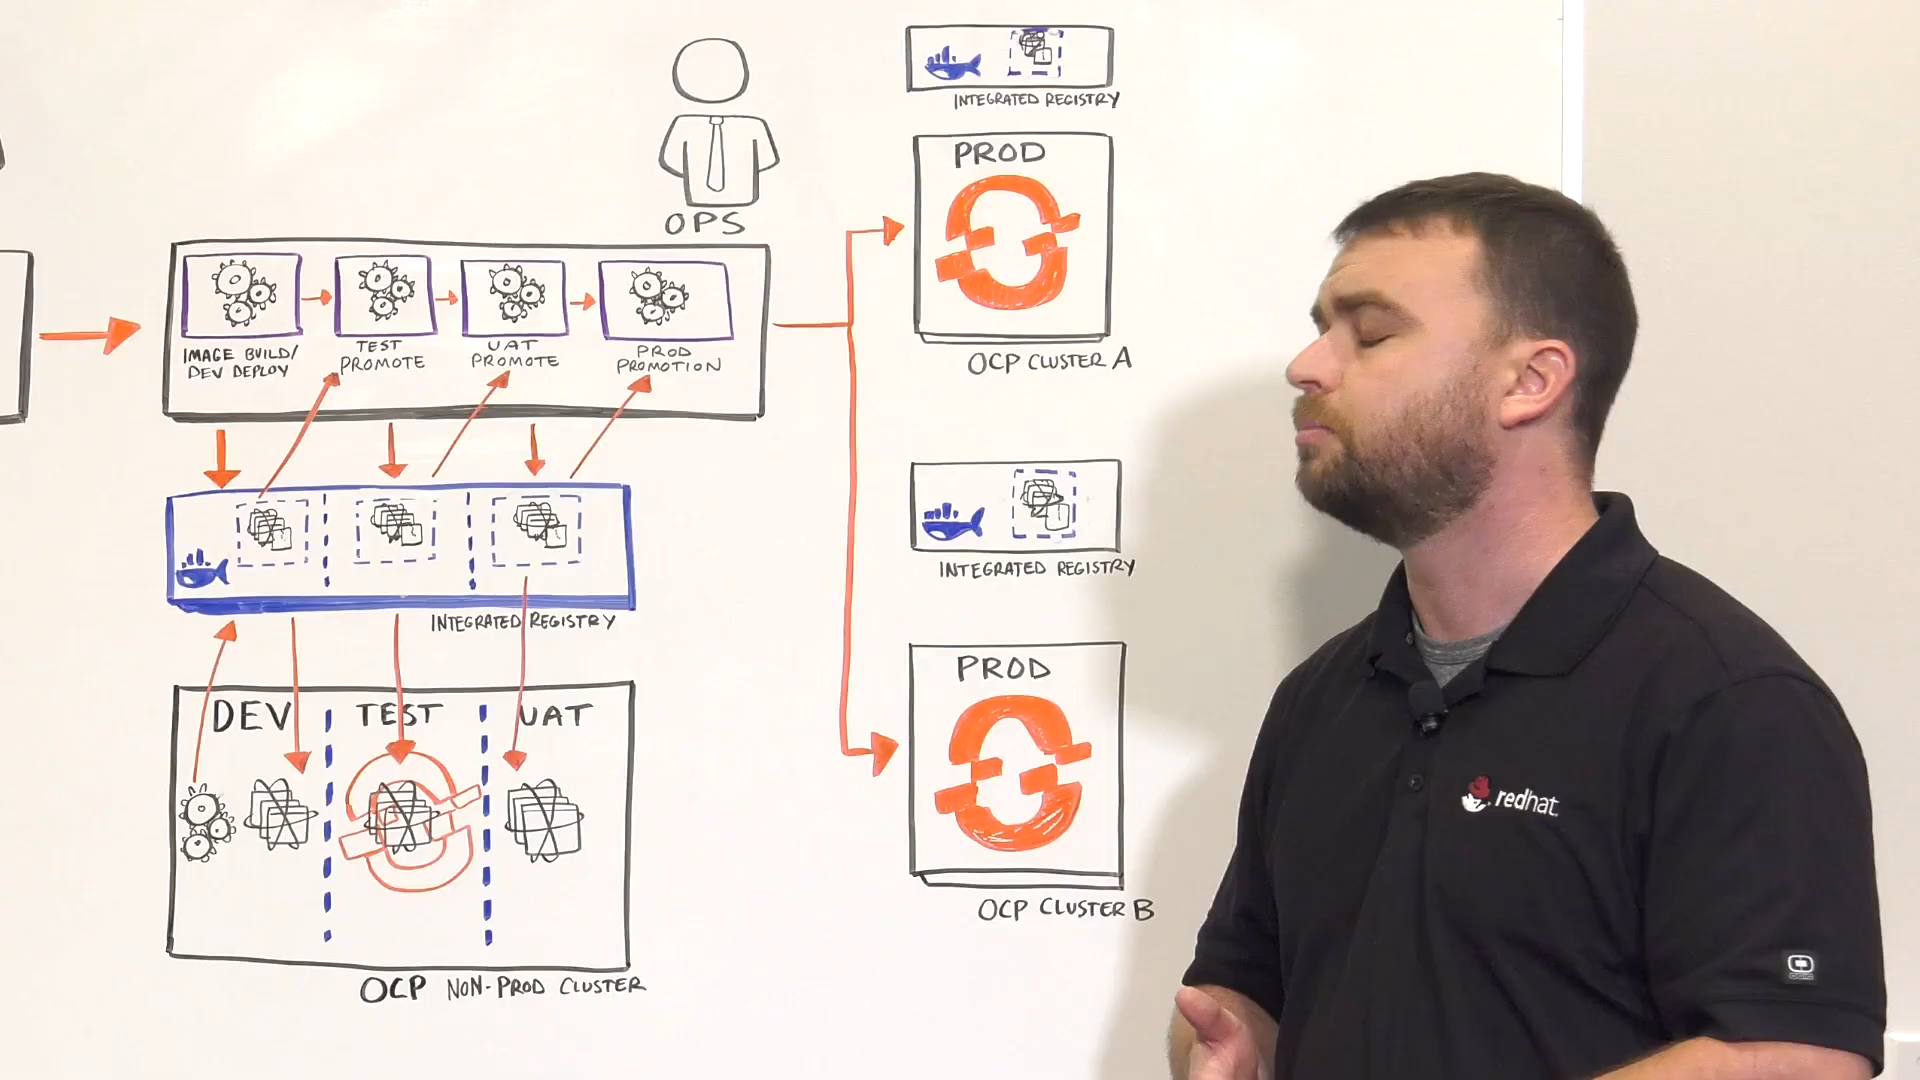 OPS
IMAGE BUILD/
DEV DEPLOY
TEST
PROMOTE
UAT
PROMOTE
PROD
PROMOTION
INTEGRATED REGISTRY
DEV
TEST
UAT
OCP NON-PROD CLUSTER
INTEGRATED REGISTRY
PROD
OCP CLUSTER A
INTEGRATED REGISTRY
PROD
OCP CLUSTER B
redhat